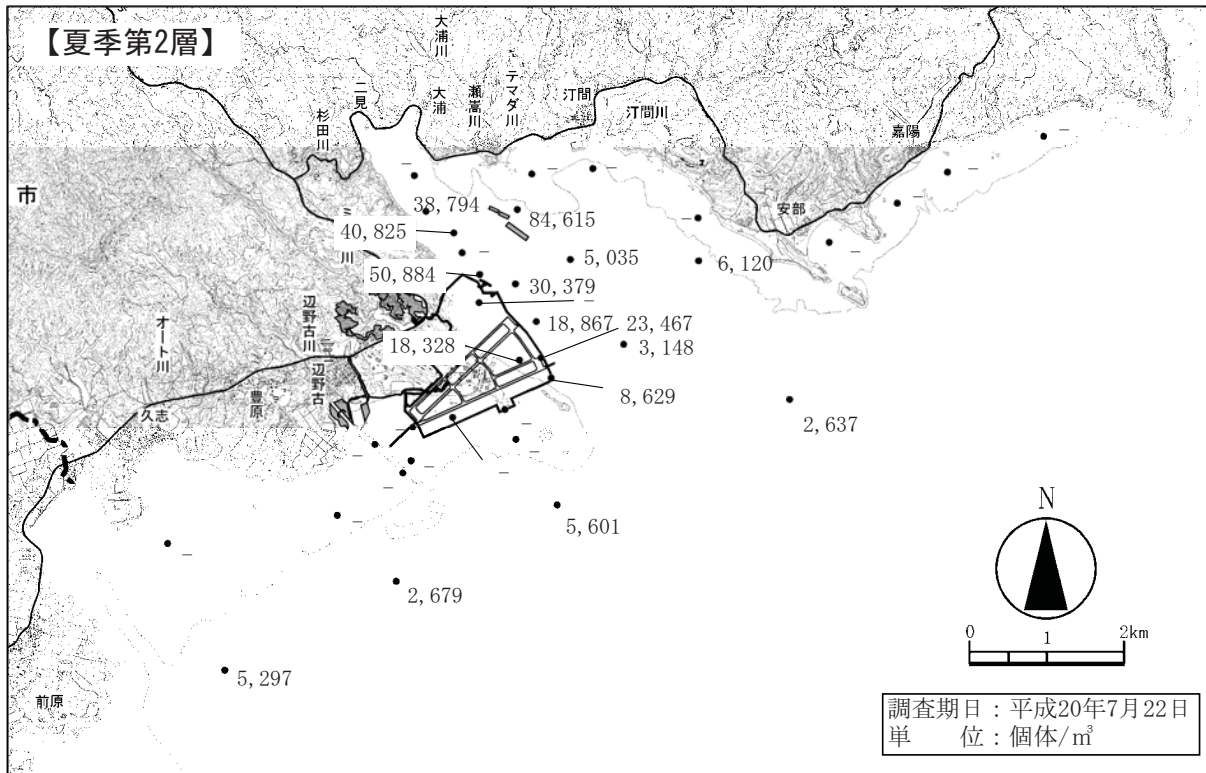 【夏季第2層】
大浦川
テマダ川
瀬嵩川
大浦
二見
杉田川
汀間
汀間川
嘉陽
安部
市
38,794
84,615
40,825
5,035
6,120
50,884
30,379
18,867
23,467
18,328
3,148
8,629
2,637
辺野古川
辺野古
オート川
豊原
久志
5,601
2,679
5,297
前原
N
0 1 2km
調査期日：平成20年7月22日
単　　位：個体/㎥